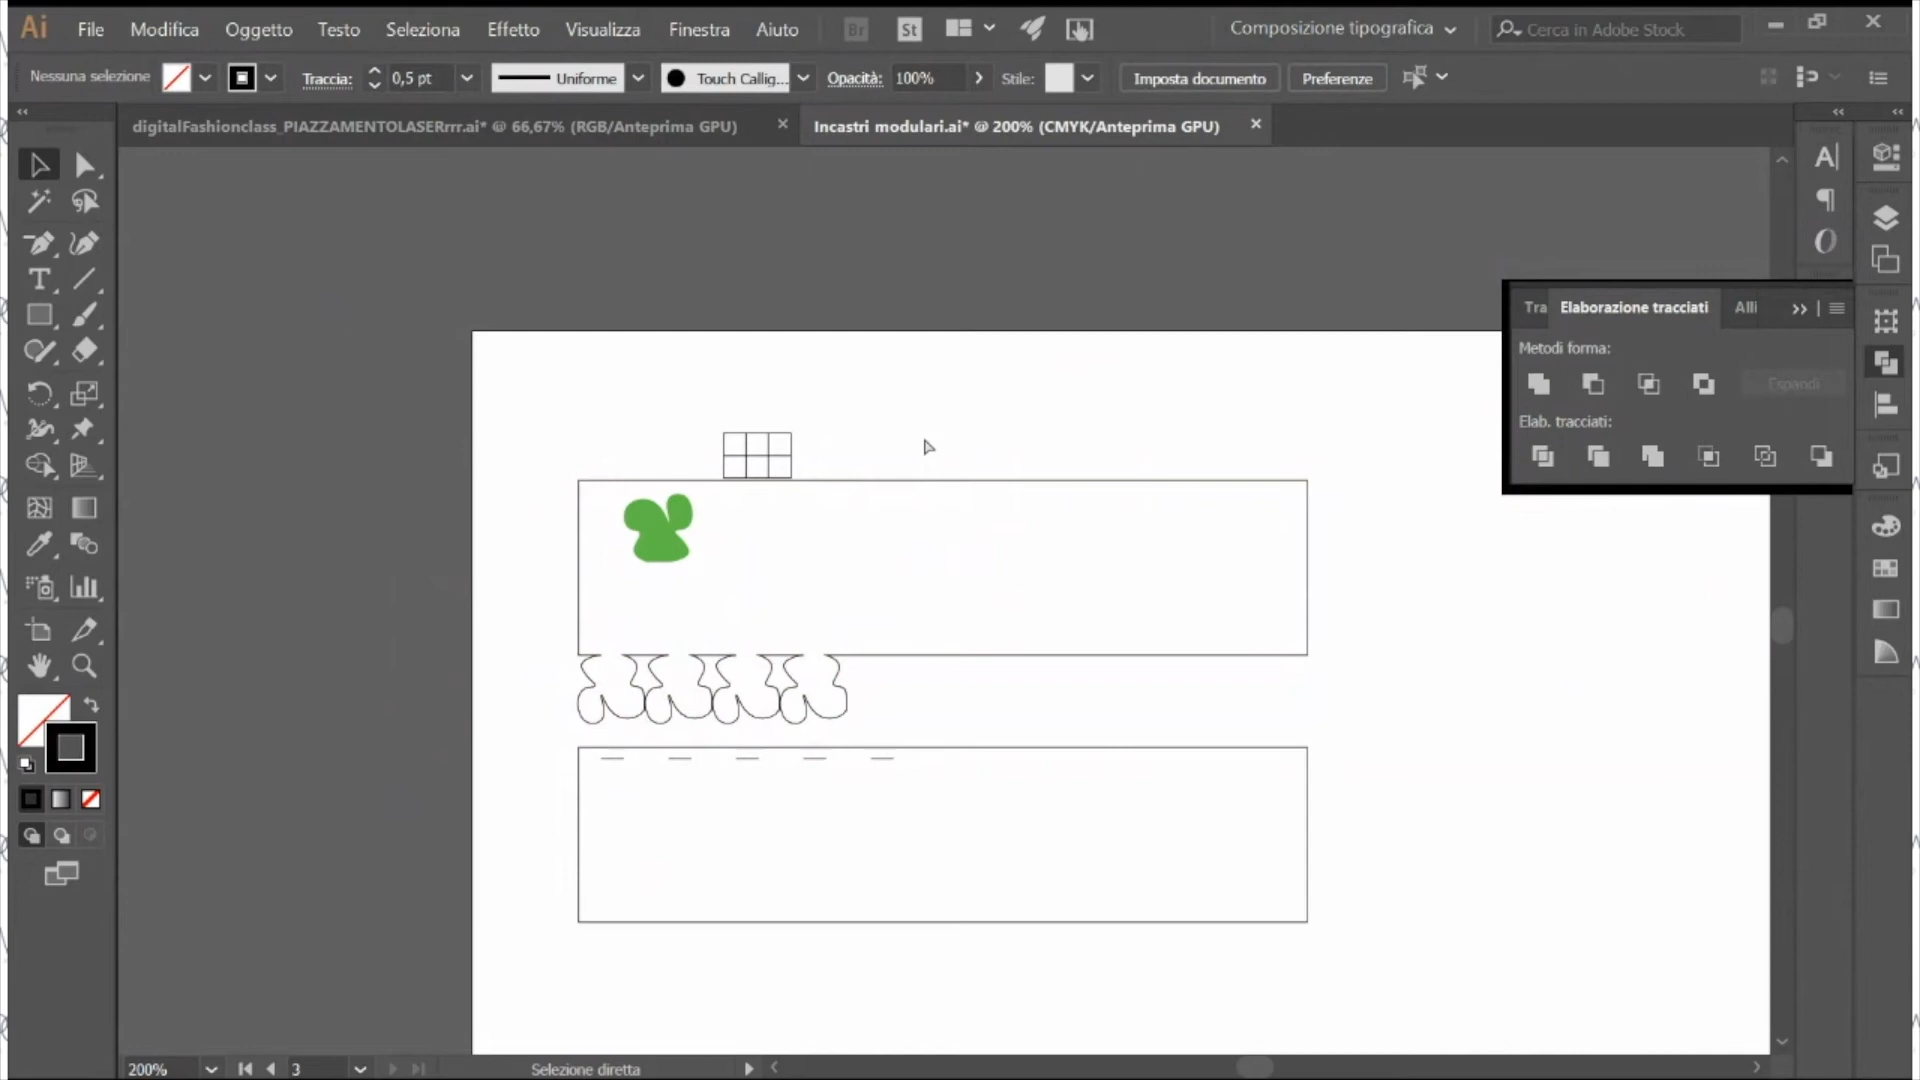 Ai File Modifica Oggetto Testo Seleziona Effetto Visualizza Finestra Aiuto Br St Composizione tipografica Cerca in Adobe Stock
Nessuna selezione Traccia: 0,5 pt Uniforme Touch Callig... Opacità: 100% Stile: Imposta documento Preferenze
digitalFashionclass_PIAZZAMENTOLASERrrr.ai* @ 66,67% (RGB/Anteprima GPU) Incastri modulari.ai* @ 200% (CMYK/Anteprima GPU)
Tra Elaborazione tracciati Alli
Metodi forma:
Espandi
Elab. tracciati:
200% 3 Selezione diretta